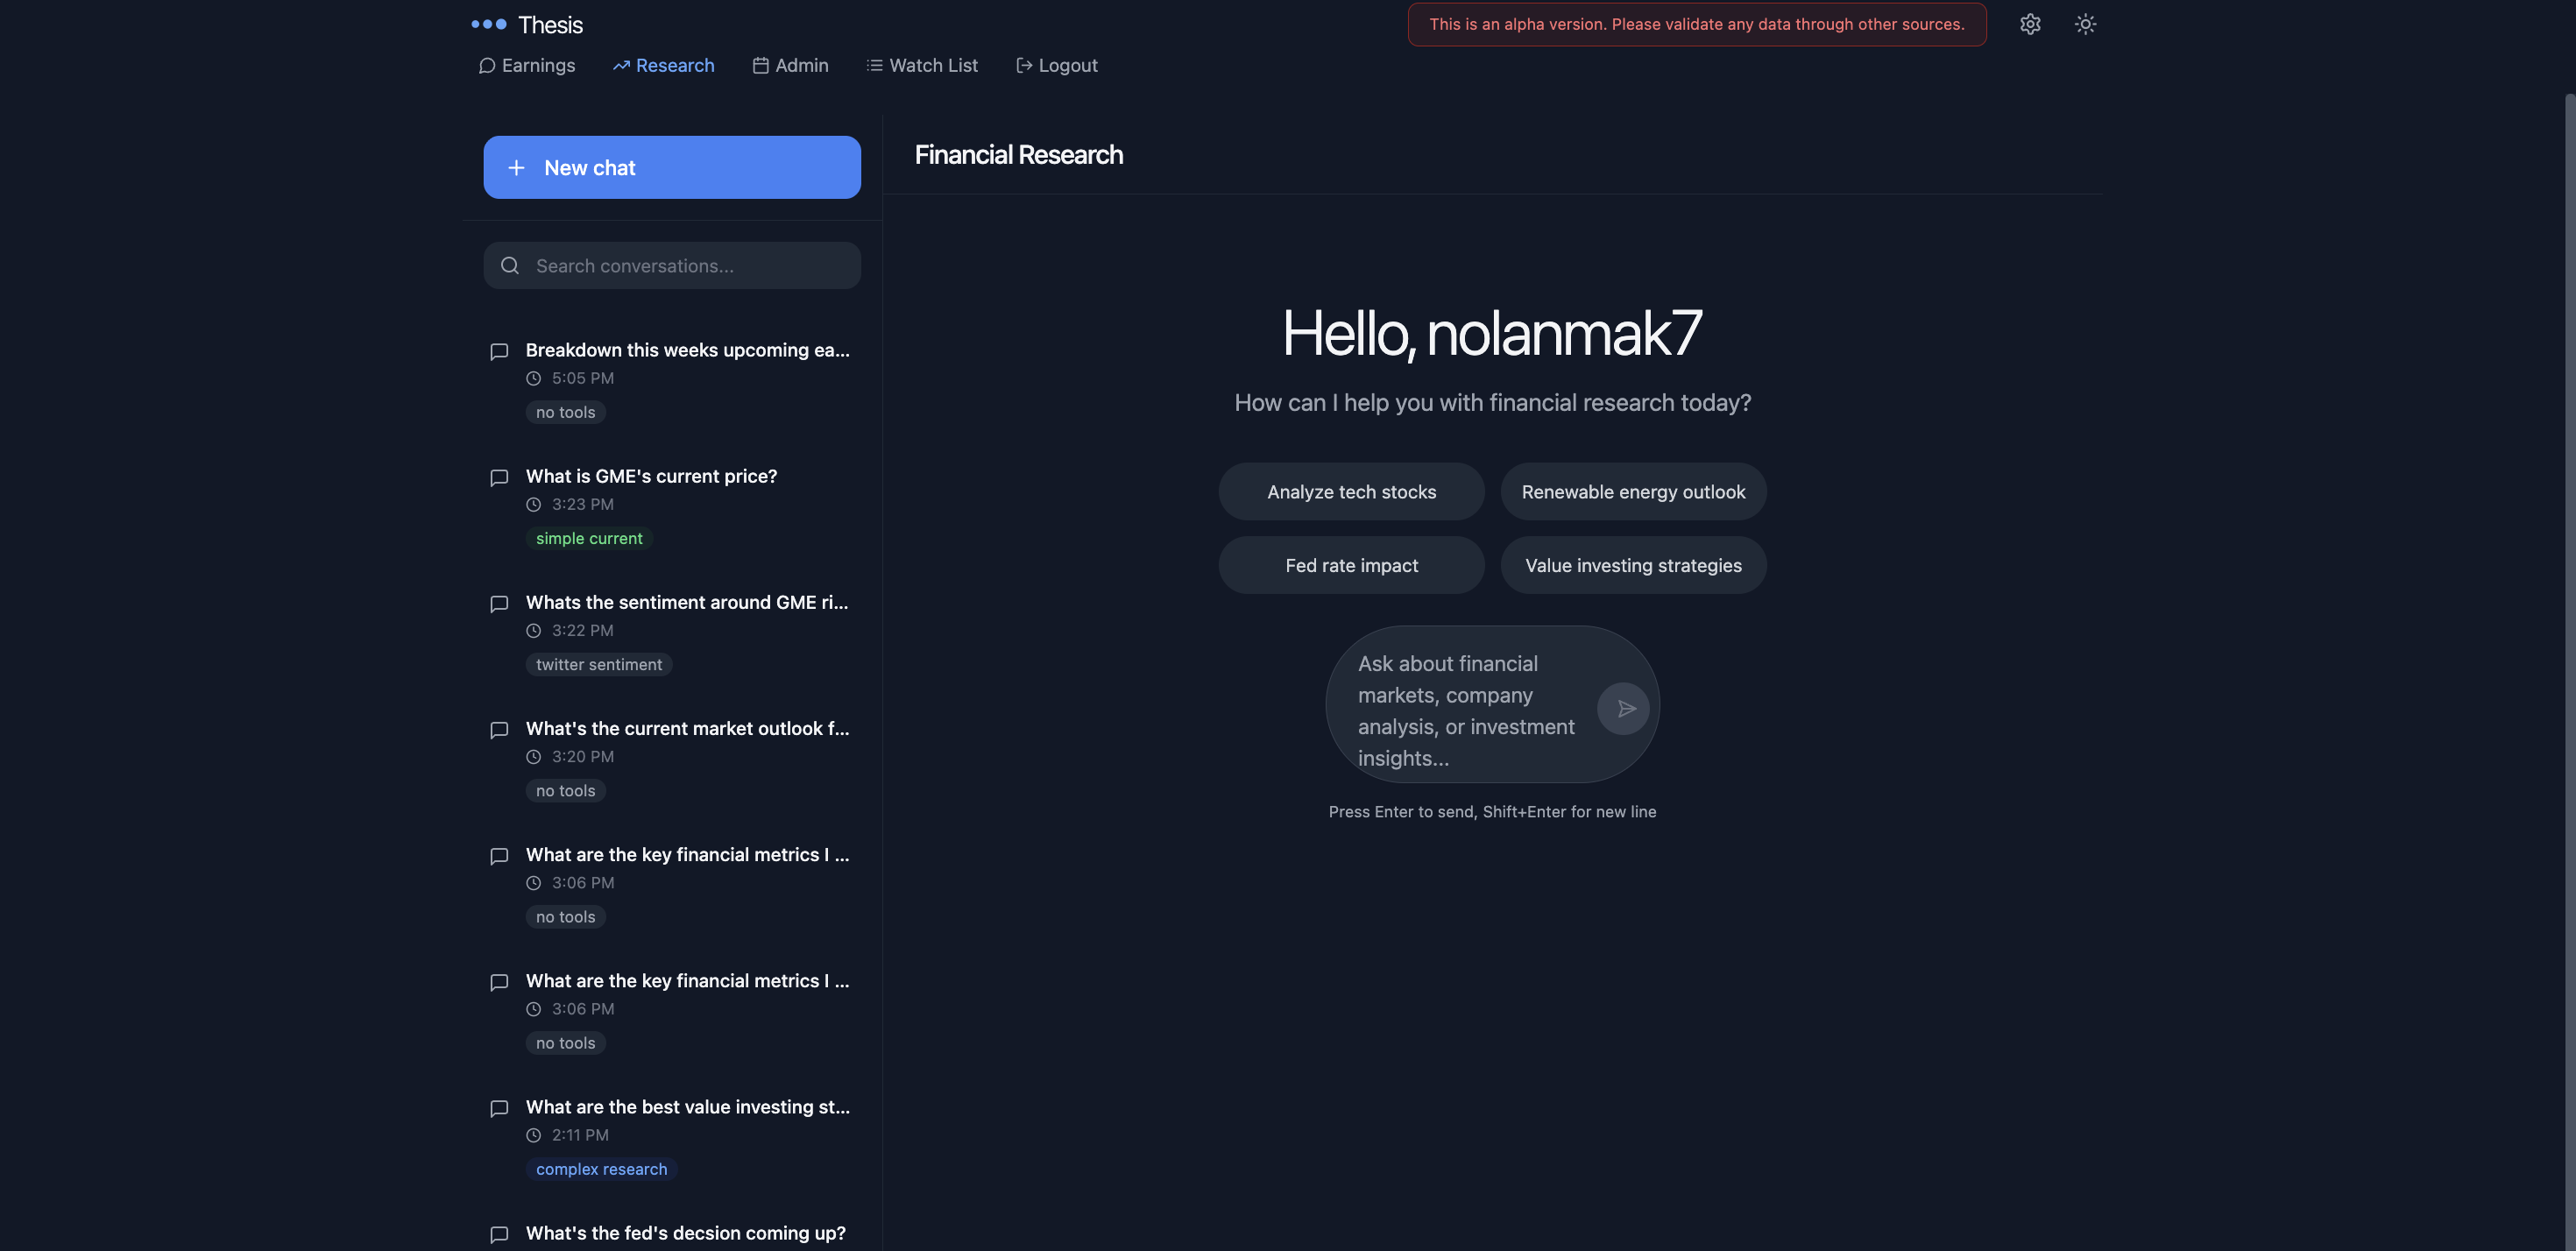 Thesis
This is an alpha version. Please validate any data through other sources.
Earnings
Research
Admin
Watch List
Logout
New chat
Search conversations...
Breakdown this weeks upcoming ea...
5:05 PM
no tools
What is GME's current price?
3:23 PM
simple current
Whats the sentiment around GME ri...
3:22 PM
twitter sentiment
What's the current market outlook f...
3:20 PM
no tools
What are the key financial metrics I ...
3:06 PM
no tools
What are the key financial metrics I ...
3:06 PM
no tools
What are the best value investing st...
2:11 PM
complex research
What's the fed's decsion coming up?
Financial Research
Hello, nolanmak7
How can I help you with financial research today?
Analyze tech stocks
Renewable energy outlook
Fed rate impact
Value investing strategies
Ask about financial
markets, company
analysis, or investment
insights...
Press Enter to send, Shift+Enter for new line